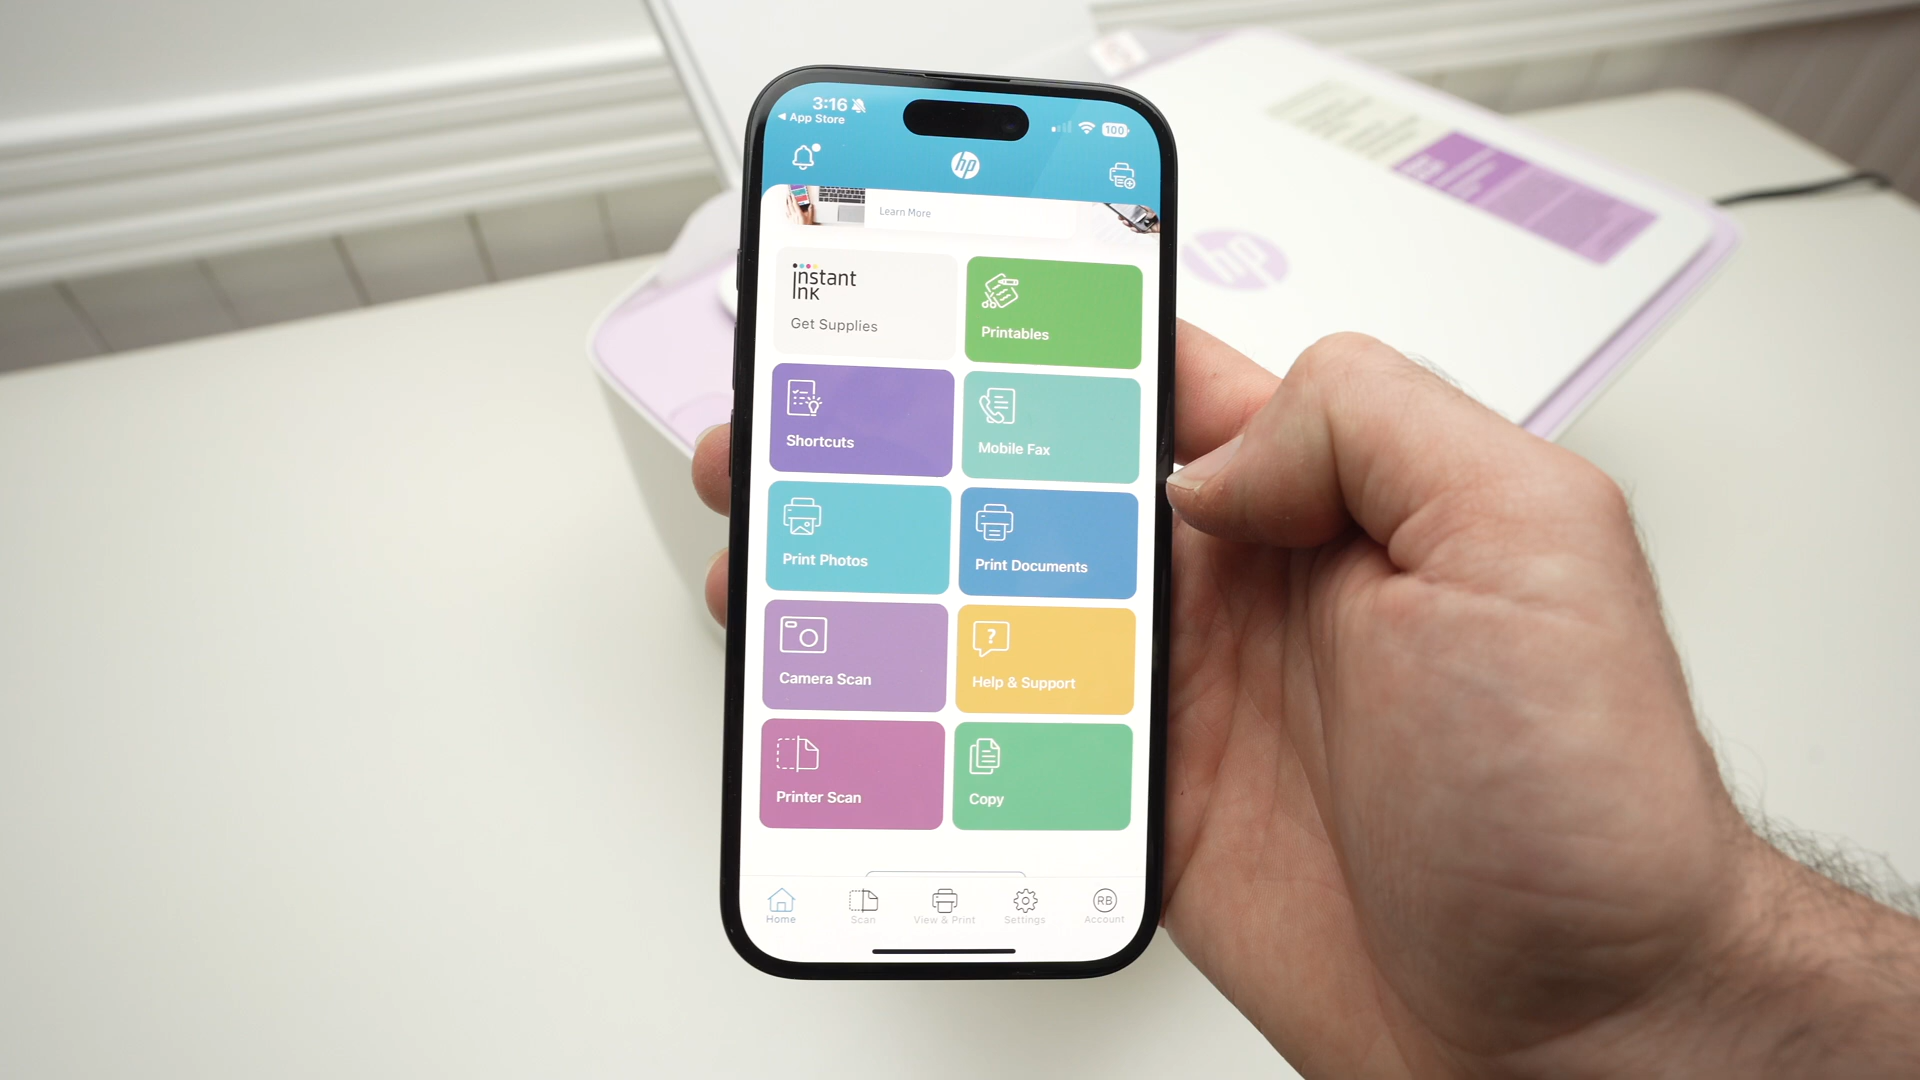 3:16
◀ App Store
100
hp
Learn More
instant
ink
Get Supplies
Printables
Shortcuts
Mobile Fax
Print Photos
Print Documents
Camera Scan
?
Help & Support
Printer Scan
Copy
Home
Scan
View & Print
Settings
RB
Account
hp